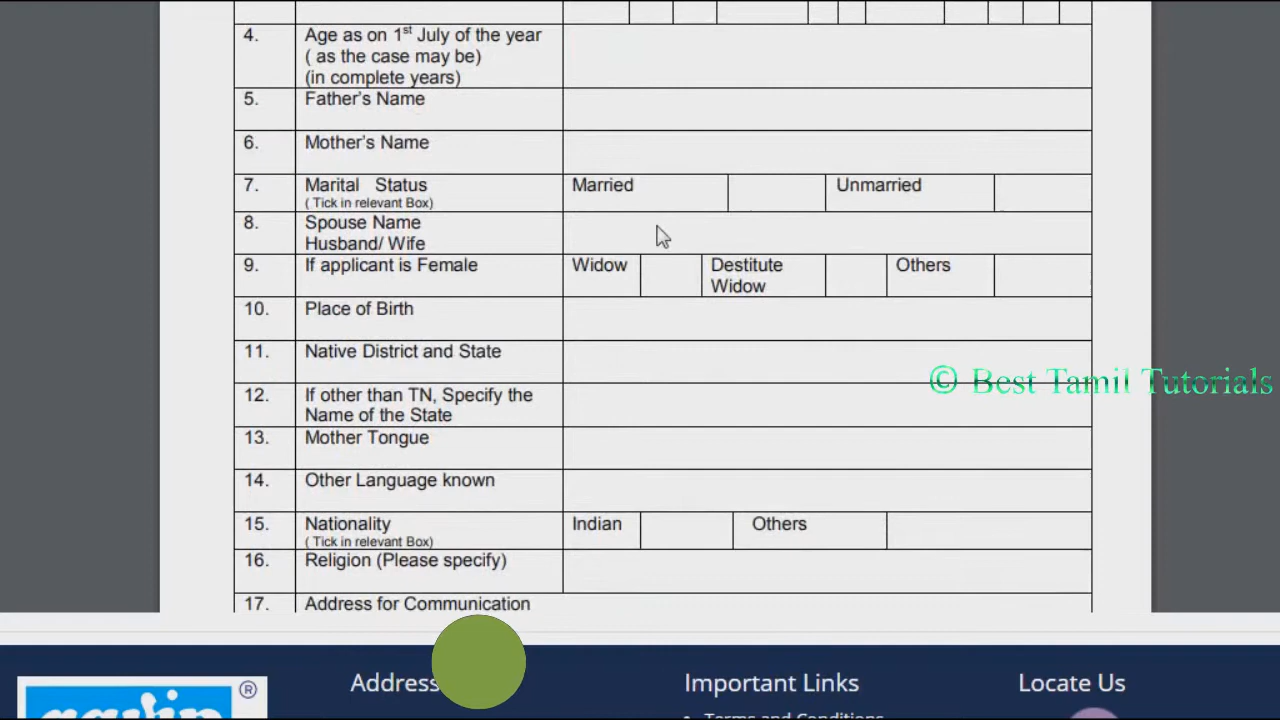 4. Age as on 1st July of the year
( as the case may be)
(in complete years)
5. Father's Name
6. Mother's Name
7. Marital Status Married Unmarried
( Tick in relevant Box)
8. Spouse Name
Husband/ Wife
9. If applicant is Female Widow Destitute Others
Widow
10. Place of Birth
11. Native District and State
© Best Tamil Tutorials
12. If other than TN, Specify the
Name of the State
13. Mother Tongue
14. Other Language known
15. Nationality Indian Others
( Tick in relevant Box)
16. Religion (Please specify)
17. Address for Communication
Address Important Links Locate Us
®
Terms and Conditions